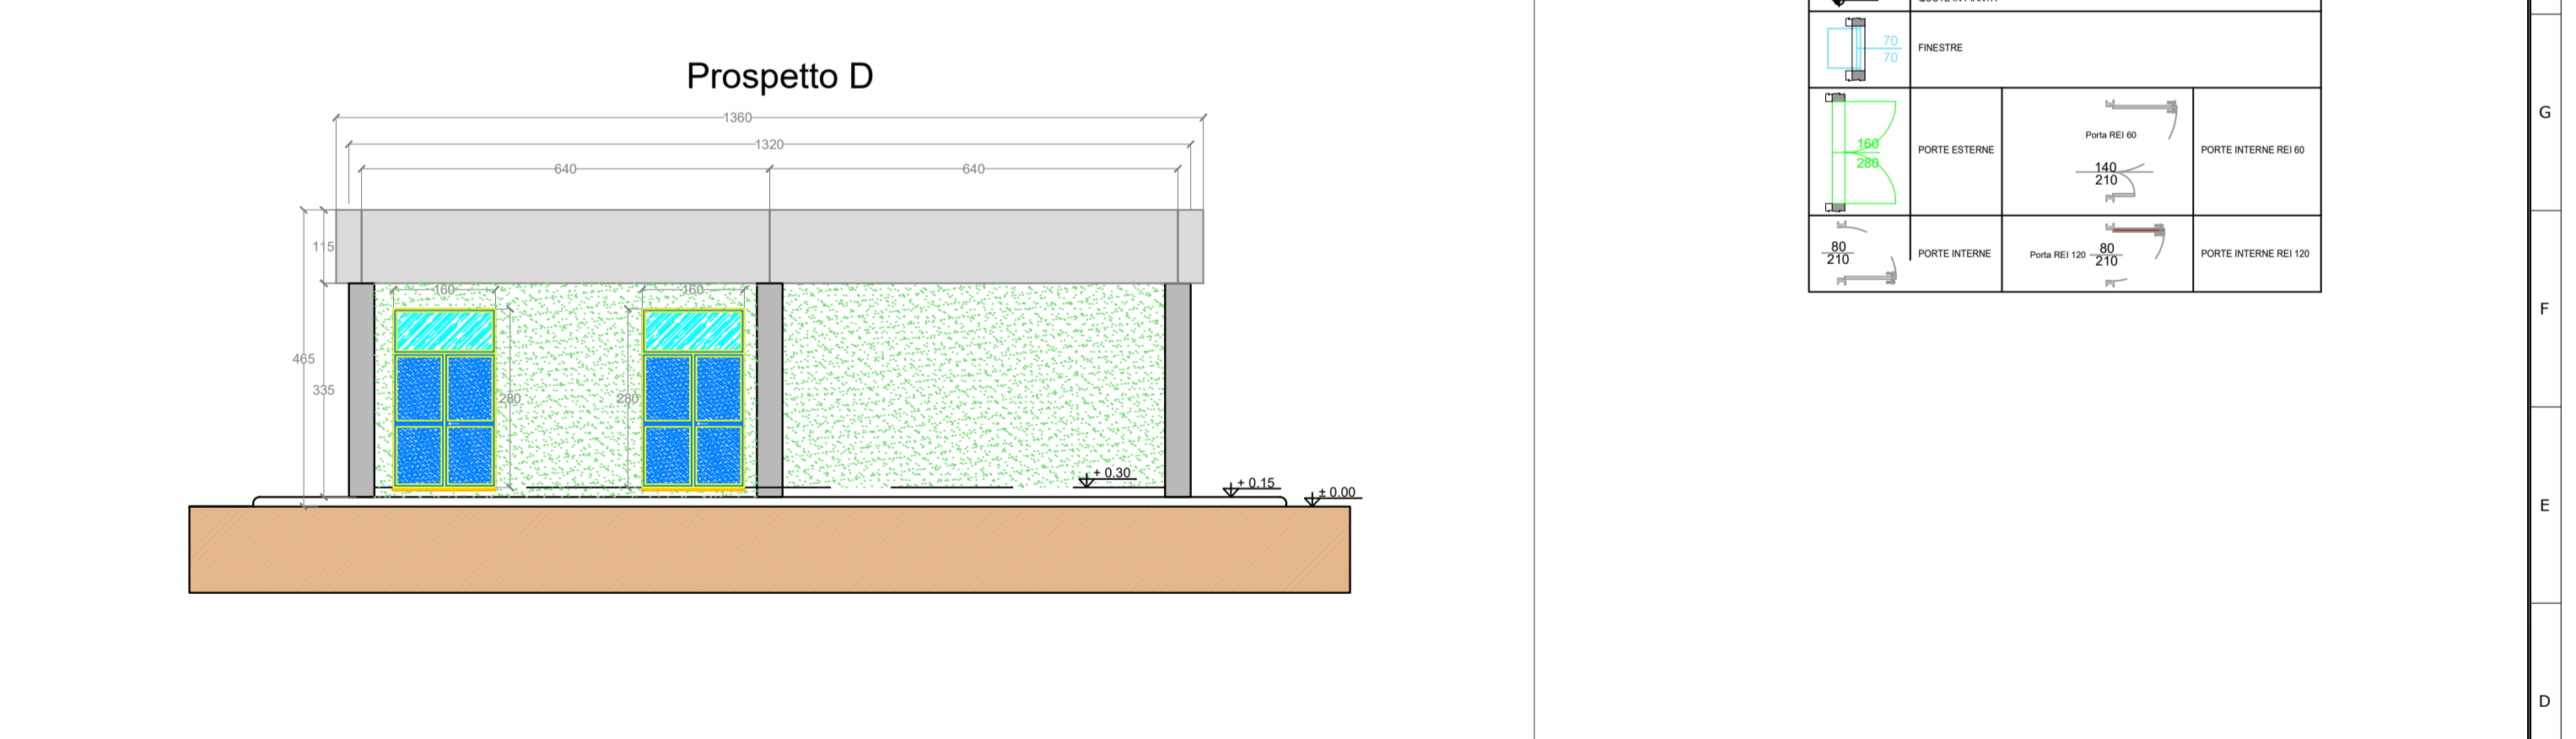 Prospetto D
1360
1320
640
640
115
465
335
160
160
280
280
+ 0.30
+ 0.15
± 0.00
70
70
FINESTRE
160
280
PORTE ESTERNE
Porta REI 60
140
210
PORTE INTERNE REI 60
80
210
PORTE INTERNE
Porta REI 120
80
210
PORTE INTERNE REI 120
G
F
E
D